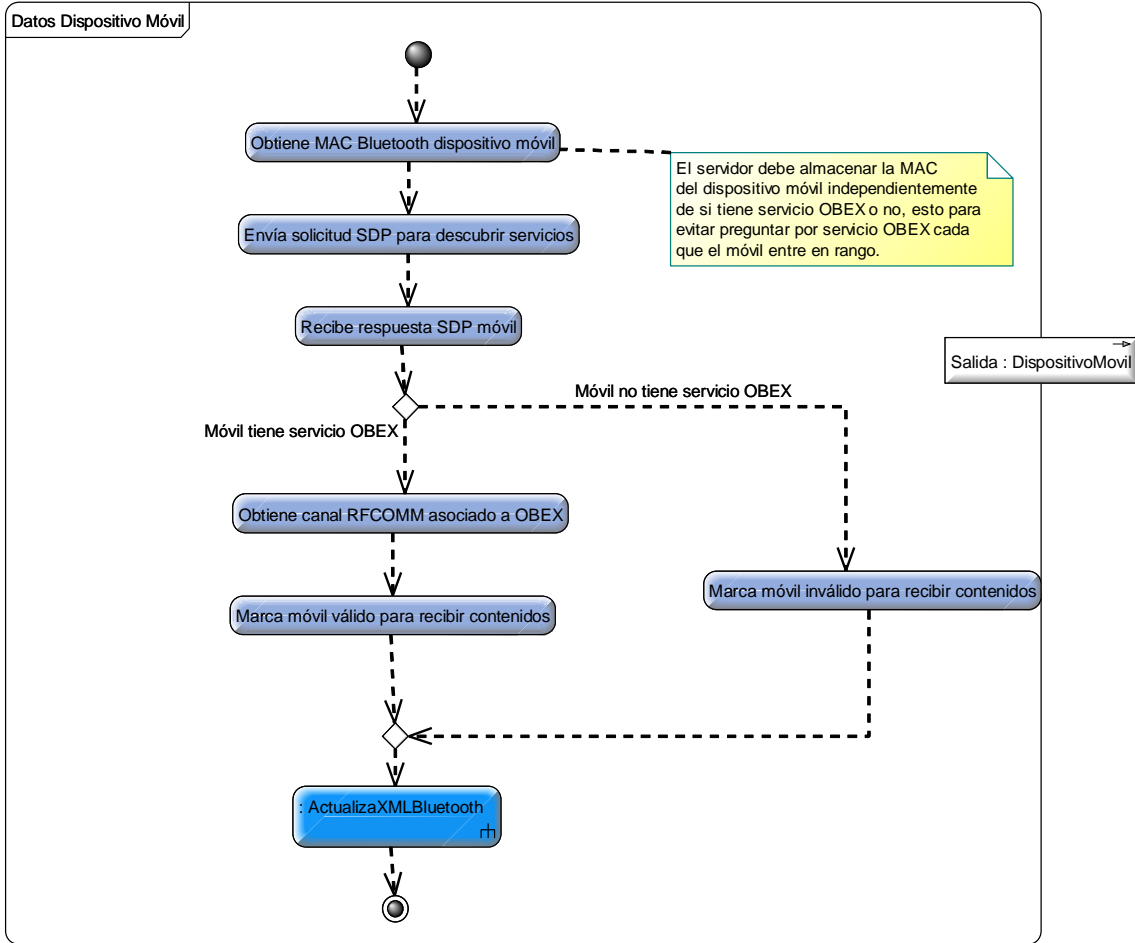 Datos Dispositivo Móvil
Obtiene MAC Bluetooth dispositivo móvil
El servidor debe almacenar la MAC
del dispositivo móvil independientemente
de si tiene servicio OBEX o no, esto para
evitar preguntar por servicio OBEX cada
que el móvil entre en rango.
Envía solicitud SDP para descubrir servicios
Recibe respuesta SDP móvil
Salida : DispositivoMovil
Móvil no tiene servicio OBEX
Móvil tiene servicio OBEX
Obtiene canal RFCOMM asociado a OBEX
Marca móvil inválido para recibir contenidos
Marca móvil válido para recibir contenidos
: ActualizaXMLBluetooth